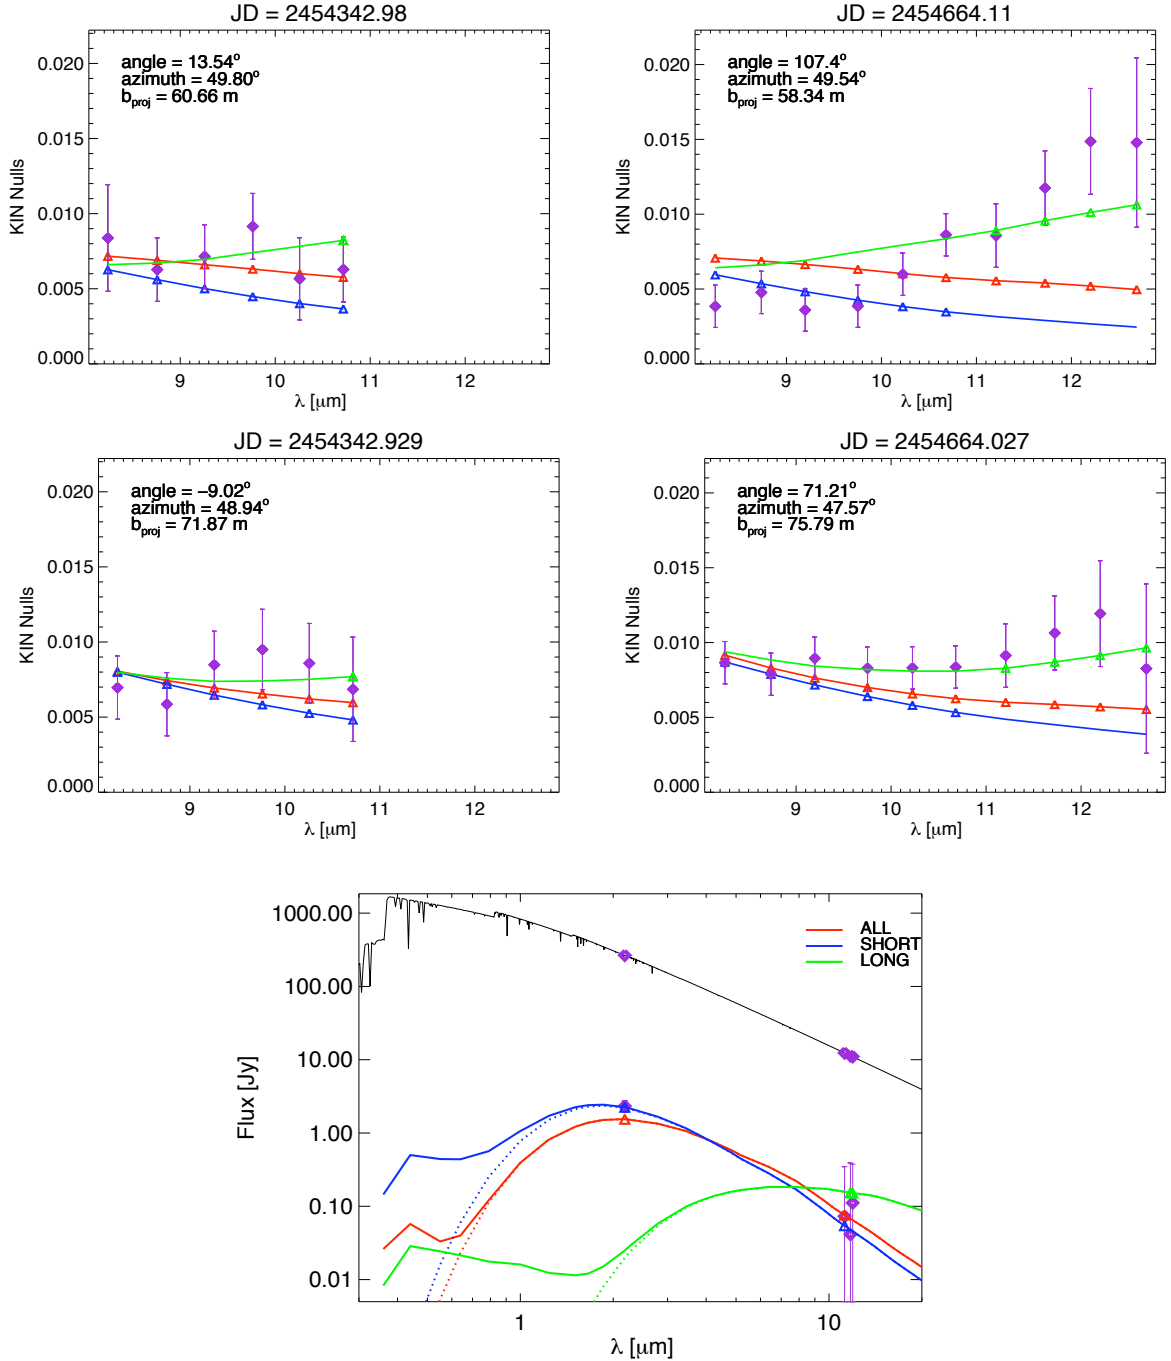 JD = 2454342.98
angle = 13.54°
azimuth = 49.80°
b_proj = 60.66 m
KIN Nulls
0.020
0.015
0.010
0.005
0.000
9 10 11 12
λ [μm]
JD = 2454664.11
angle = 107.4°
azimuth = 49.54°
b_proj = 58.34 m
KIN Nulls
0.020
0.015
0.010
0.005
0.000
9 10 11 12
λ [μm]
JD = 2454342.929
angle = −9.02°
azimuth = 48.94°
b_proj = 71.87 m
KIN Nulls
0.020
0.015
0.010
0.005
0.000
9 10 11 12
λ [μm]
JD = 2454664.027
angle = 71.21°
azimuth = 47.57°
b_proj = 75.79 m
KIN Nulls
0.020
0.015
0.010
0.005
0.000
9 10 11 12
λ [μm]
Flux [Jy]
1000.00
100.00
10.00
1.00
0.10
0.01
ALL
SHORT
LONG
1 10
λ [μm]